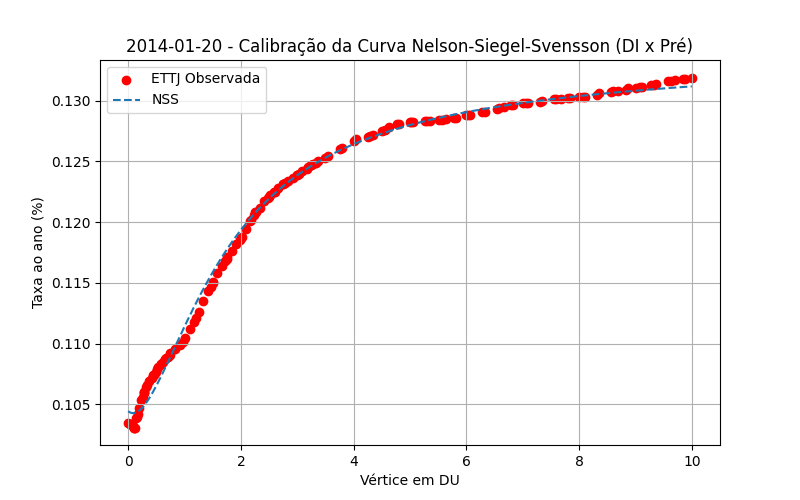 2014-01-20 - Calibração da Curva Nelson-Siegel-Svensson (DI x Pré)
ETTJ Observada
NSS
Taxa ao ano (%)
0.130
0.125
0.120
0.115
0.110
0.105
0 2 4 6 8 10
Vértice em DU